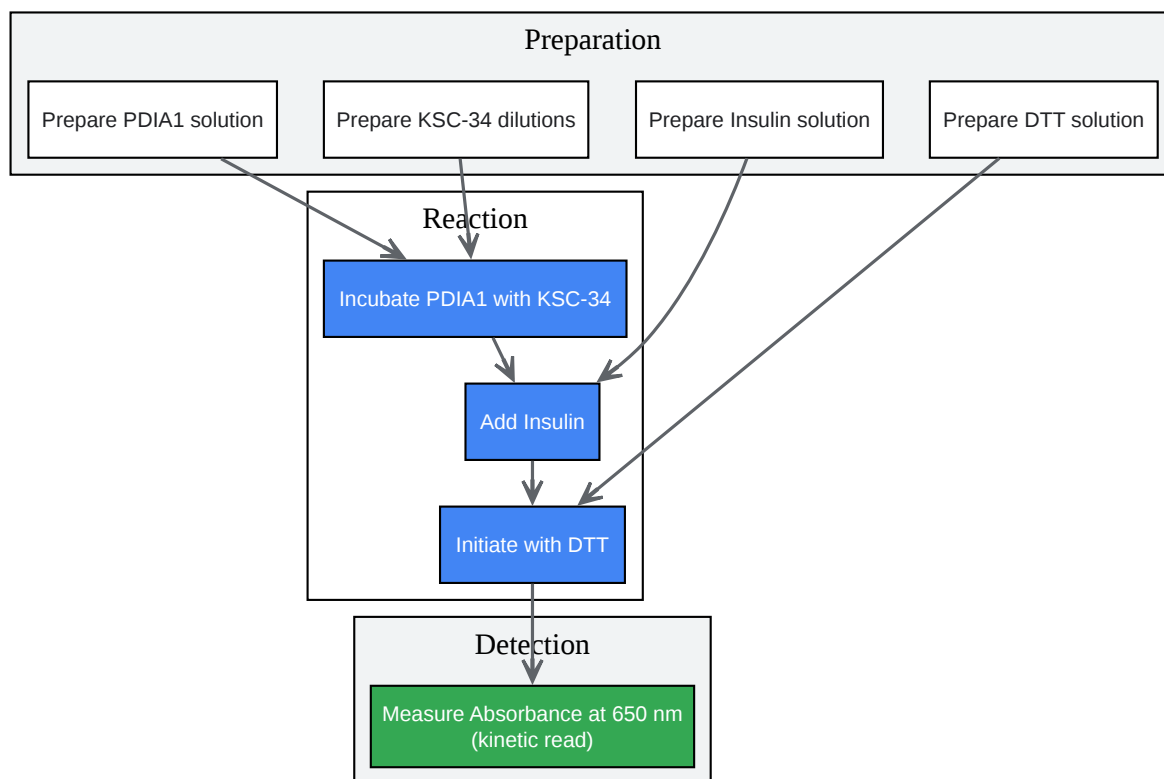 Preparation
Prepare PDIA1 solution
Prepare KSC-34 dilutions
Prepare Insulin solution
Prepare DTT solution
Reaction
Incubate PDIA1 with KSC-34
Add Insulin
Initiate with DTT
Detection
Measure Absorbance at 650 nm
(kinetic read)